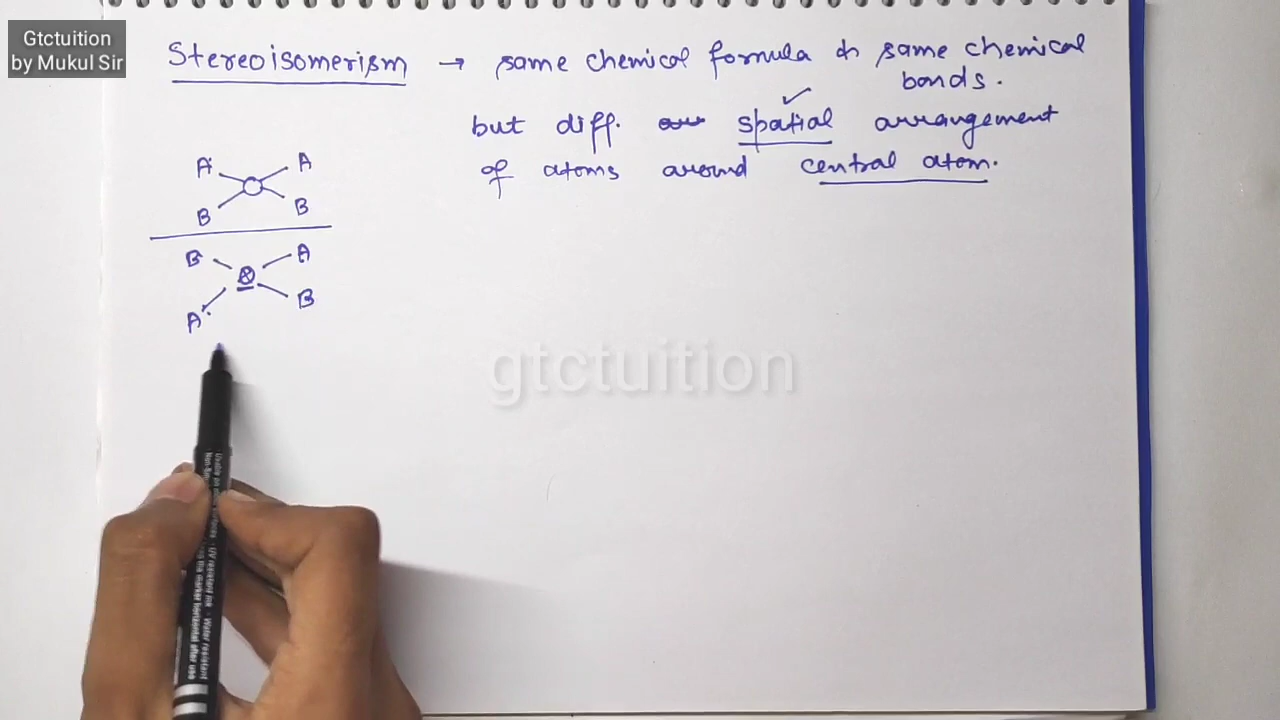 Gtctuition
by Mukul Sir
Stereoisomerism → same chemical formula & same chemical
bonds.
but diff. spatial arrangement
of atoms around central atom.
A A
B B
B A
A B
gtctuition